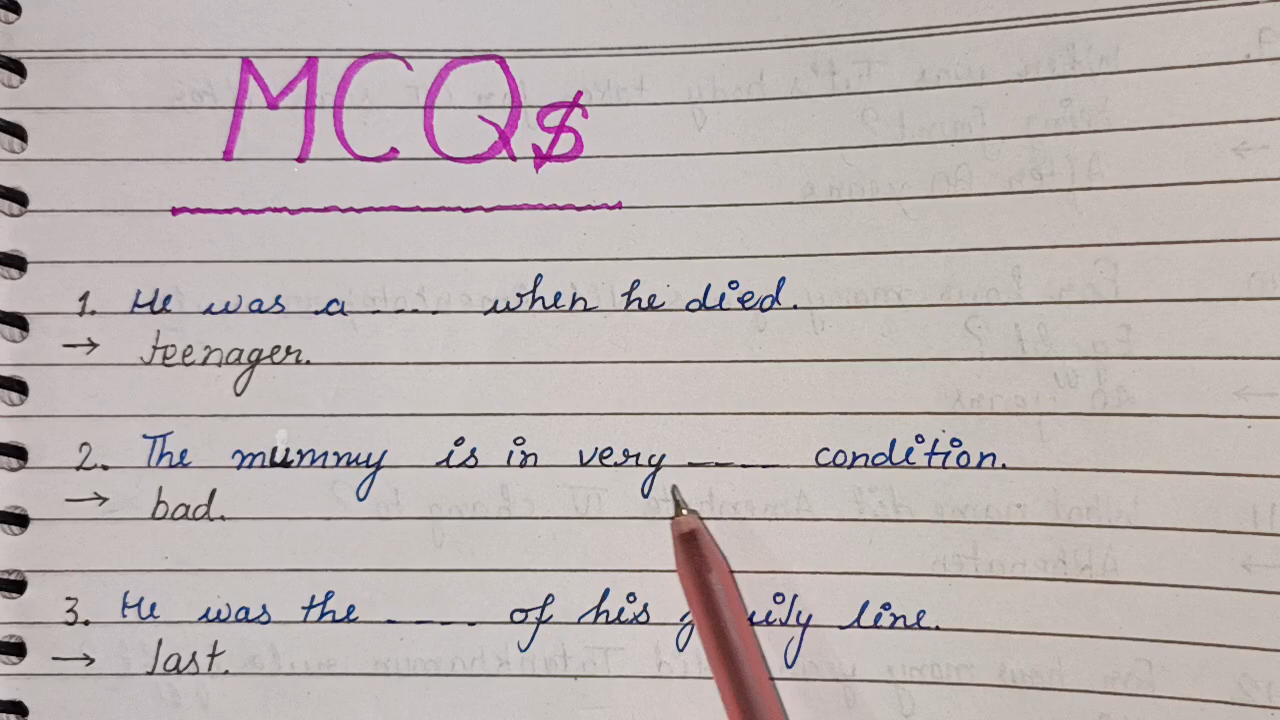 MCQs
1. He was a .... when he died.
→ teenager.
2. The mummy is in very ---- condition.
→ bad.
3. He was the ---- of his line.
→ last.